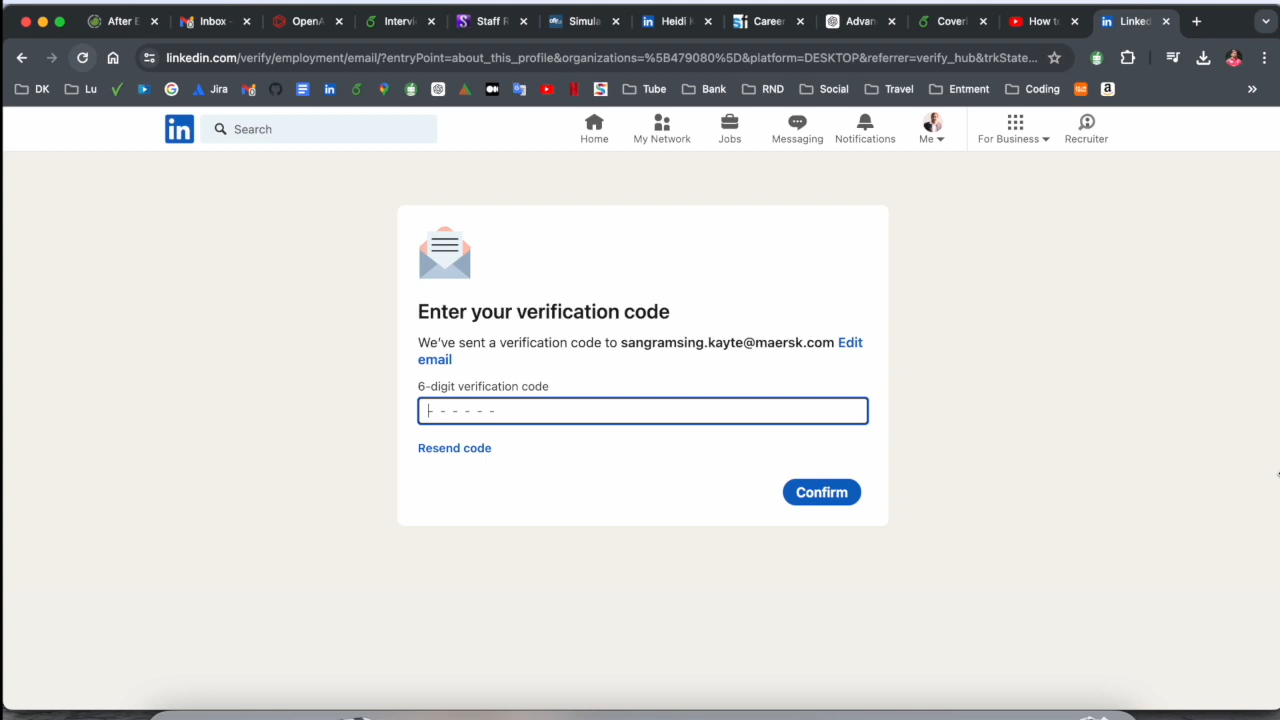 After E
Inbox
OpenA
Intervi
Staff R
Simula
Heidi
Career
Advan
Coverl
How to
Linked
linkedin.com/verify/employment/email/?entryPoint=about_this_profile&organizations=%5B479080%5D&platform=DESKTOP&referrer=verify_hub&trkState...
DK
Lu
Jira
Tube
Bank
RND
Social
Travel
Entment
Coding
in
Search
Home
My Network
Jobs
Messaging
Notifications
Me
For Business
Recruiter
Enter your verification code
We've sent a verification code to sangramsing.kayte@maersk.com Edit
email
6-digit verification code
- - - - - -
Resend code
Confirm